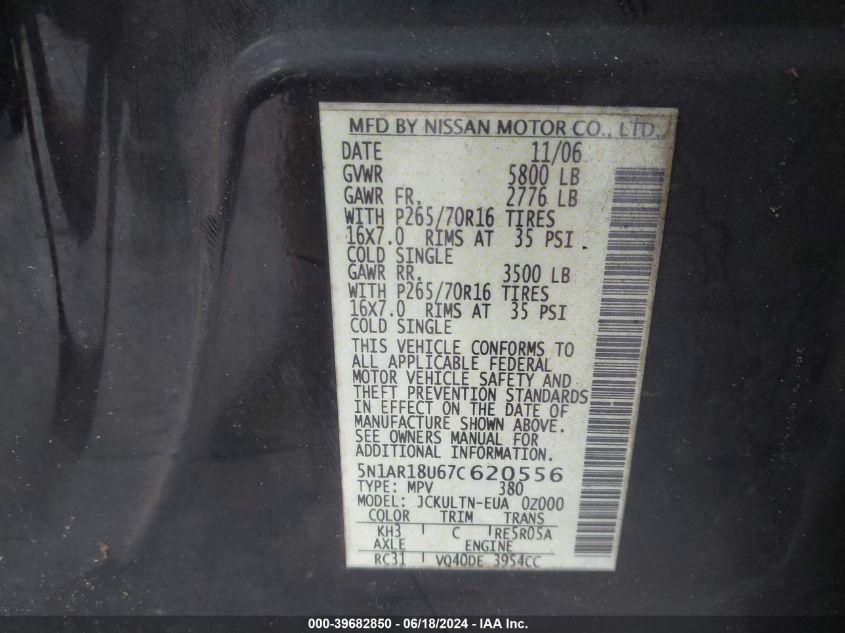 MFD BY NISSAN MOTOR CO., LTD.
DATE 11/06
GVWR 5800 LB
GAWR FR. 2776 LB
WITH P265/70R16 TIRES
16X7.0 RIMS AT 35 PSI
COLD SINGLE
GAWR RR. 3500 LB
WITH P265/70R16 TIRES
16X7.0 RIMS AT 35 PSI
COLD SINGLE
THIS VEHICLE CONFORMS TO
ALL APPLICABLE FEDERAL
MOTOR VEHICLE SAFETY AND
THEFT PREVENTION STANDARDS
IN EFFECT ON THE DATE OF
MANUFACTURE SHOWN ABOVE.
SEE OWNERS MANUAL FOR
ADDITIONAL INFORMATION.
5N1AR18U67C620556
TYPE: MPV 380
MODEL: JCKULTN-EUA 0Z000
COLOR TRIM TRANS
KH3 C RE5R05A
AXLE ENGINE
RC31 VQ40DE 3954CC
000-39682850 - 06/18/2024 - IAA Inc.